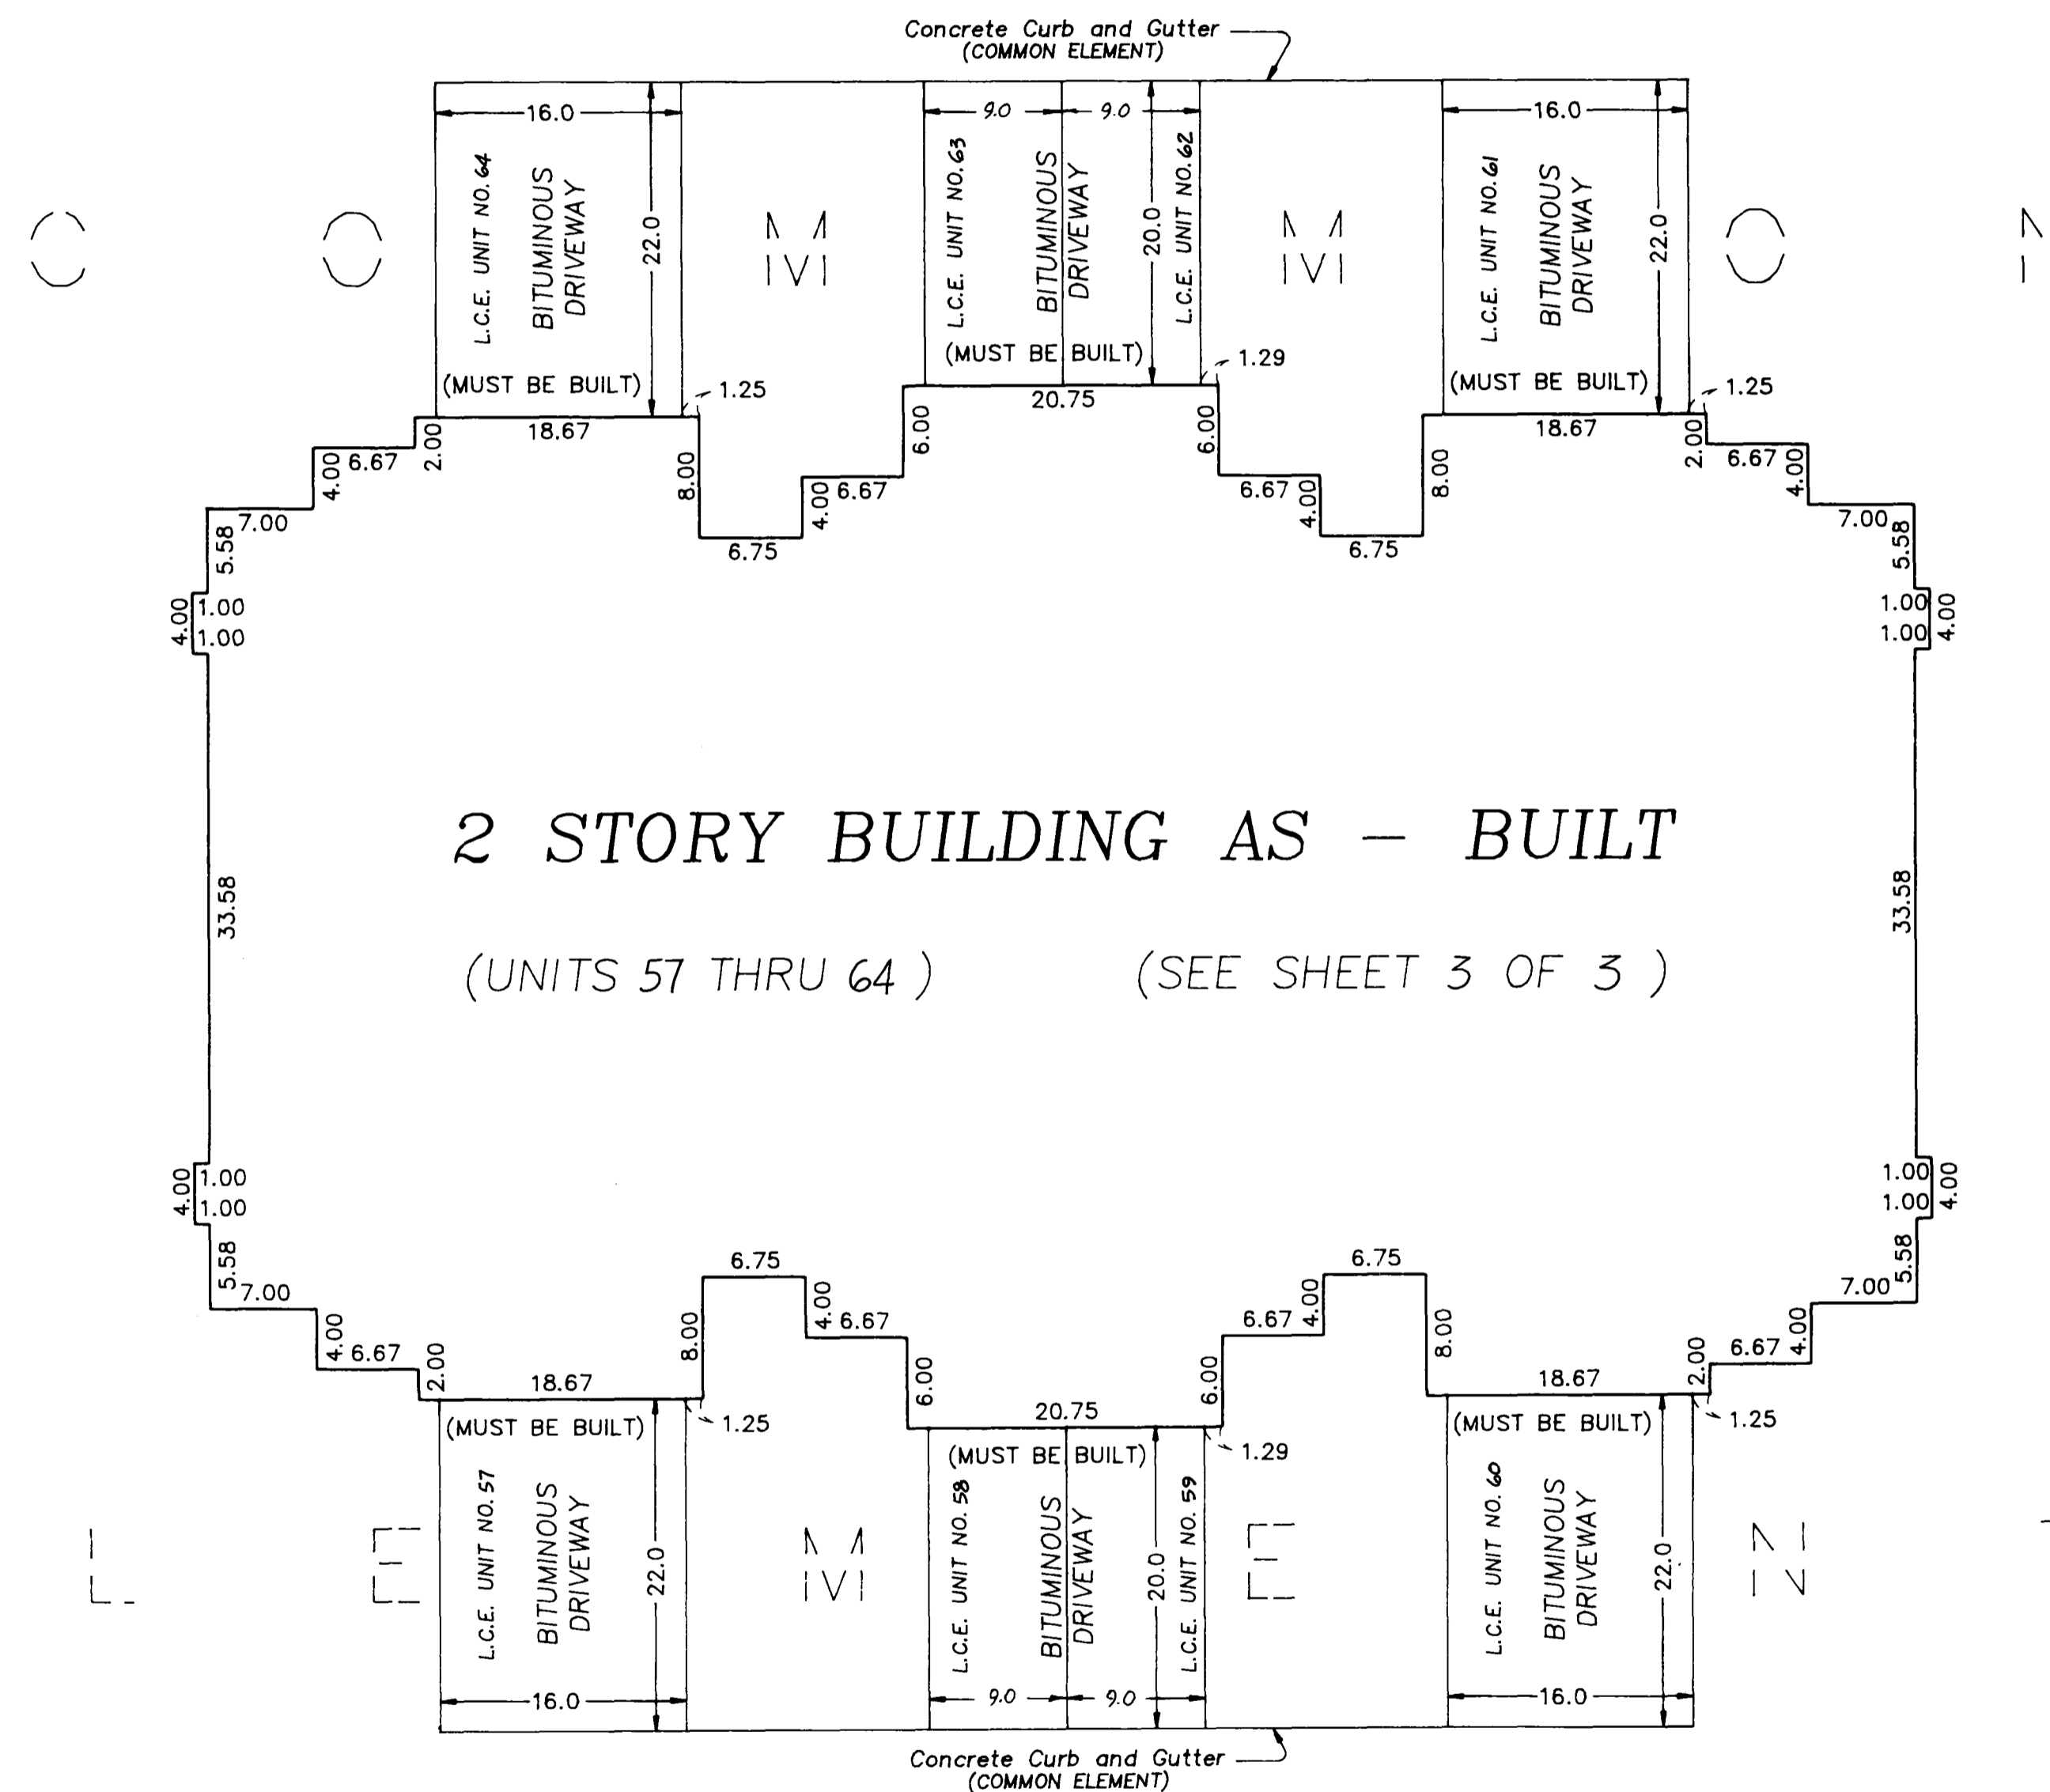 Concrete Curb and Gutter
(COMMON ELEMENT)
16.0
9.0
9.0
16.0
L.C.E. UNIT NO. 64
BITUMINOUS
DRIVEWAY
22.0
L.C.E. UNIT NO. 63
BITUMINOUS
DRIVEWAY
20.0
L.C.E. UNIT NO. 62
L.C.E. UNIT NO. 61
BITUMINOUS
DRIVEWAY
22.0
C O M M O N
(MUST BE BUILT)
(MUST BE BUILT)
(MUST BE BUILT)
1.25
1.29
1.25
18.67
20.75
18.67
7.00
4.00
6.67
2.00
8.00
6.75
4.00
6.67
6.00
6.00
6.67
4.00
6.75
8.00
2.00
6.67
4.00
7.00
5.58
5.58
4.00
1.00
1.00
1.00
1.00
4.00
2 STORY BUILDING AS – BUILT
33.58
33.58
(UNITS 57 THRU 64 )
(SEE SHEET 3 OF 3 )
4.00
1.00
1.00
1.00
1.00
4.00
5.58
5.58
7.00
4.00
6.67
2.00
18.67
8.00
6.75
4.00
6.67
6.00
20.75
6.00
6.67
4.00
6.75
8.00
18.67
2.00
6.67
4.00
7.00
(MUST BE BUILT)
1.25
(MUST BE BUILT)
1.29
(MUST BE BUILT)
1.25
L.C.E. UNIT NO. 57
BITUMINOUS
DRIVEWAY
22.0
L.C.E. UNIT NO. 58
BITUMINOUS
DRIVEWAY
20.0
L.C.E. UNIT NO. 59
L.C.E. UNIT NO. 60
BITUMINOUS
DRIVEWAY
22.0
E L E M E N
16.0
9.0
9.0
16.0
Concrete Curb and Gutter
(COMMON ELEMENT)